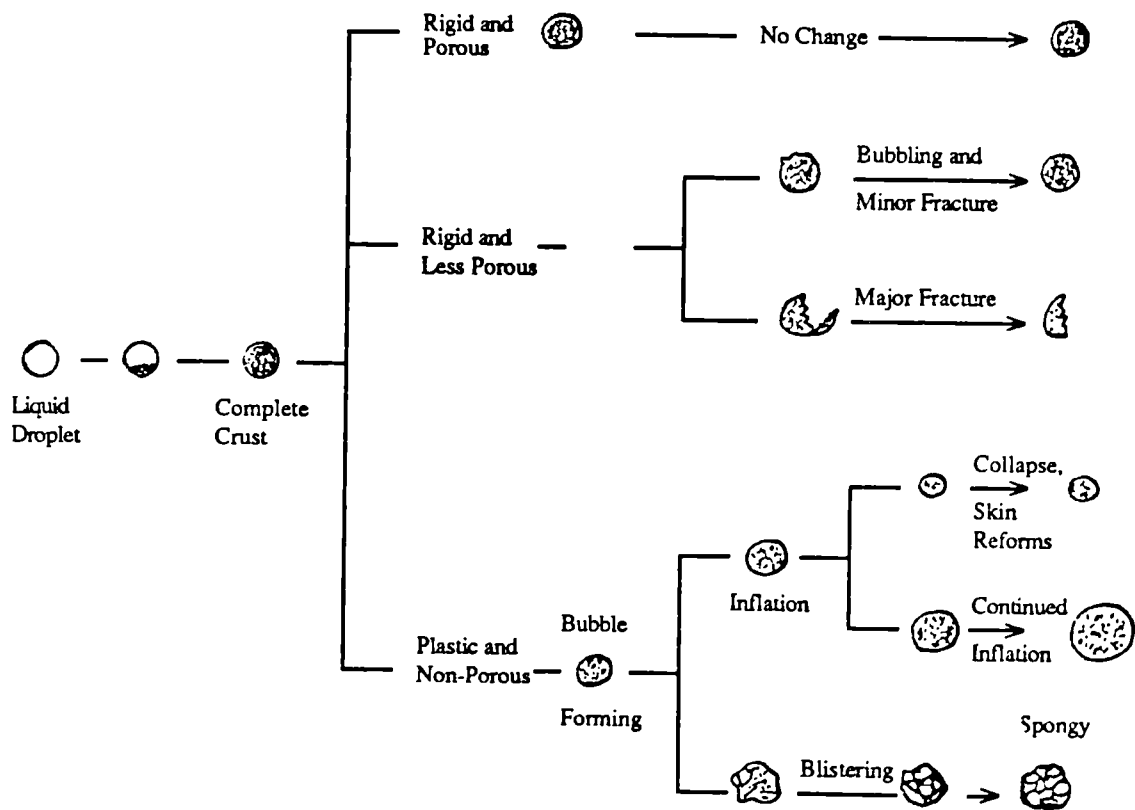 Rigid and
Porous
No Change
Bubbling and
Minor Fracture
Rigid and
Less Porous
Major Fracture
Liquid
Droplet
Complete
Crust
Collapse,
Skin
Reforms
Inflation
Continued
Inflation
Plastic and
Non-Porous
Bubble
Forming
Blistering
Spongy